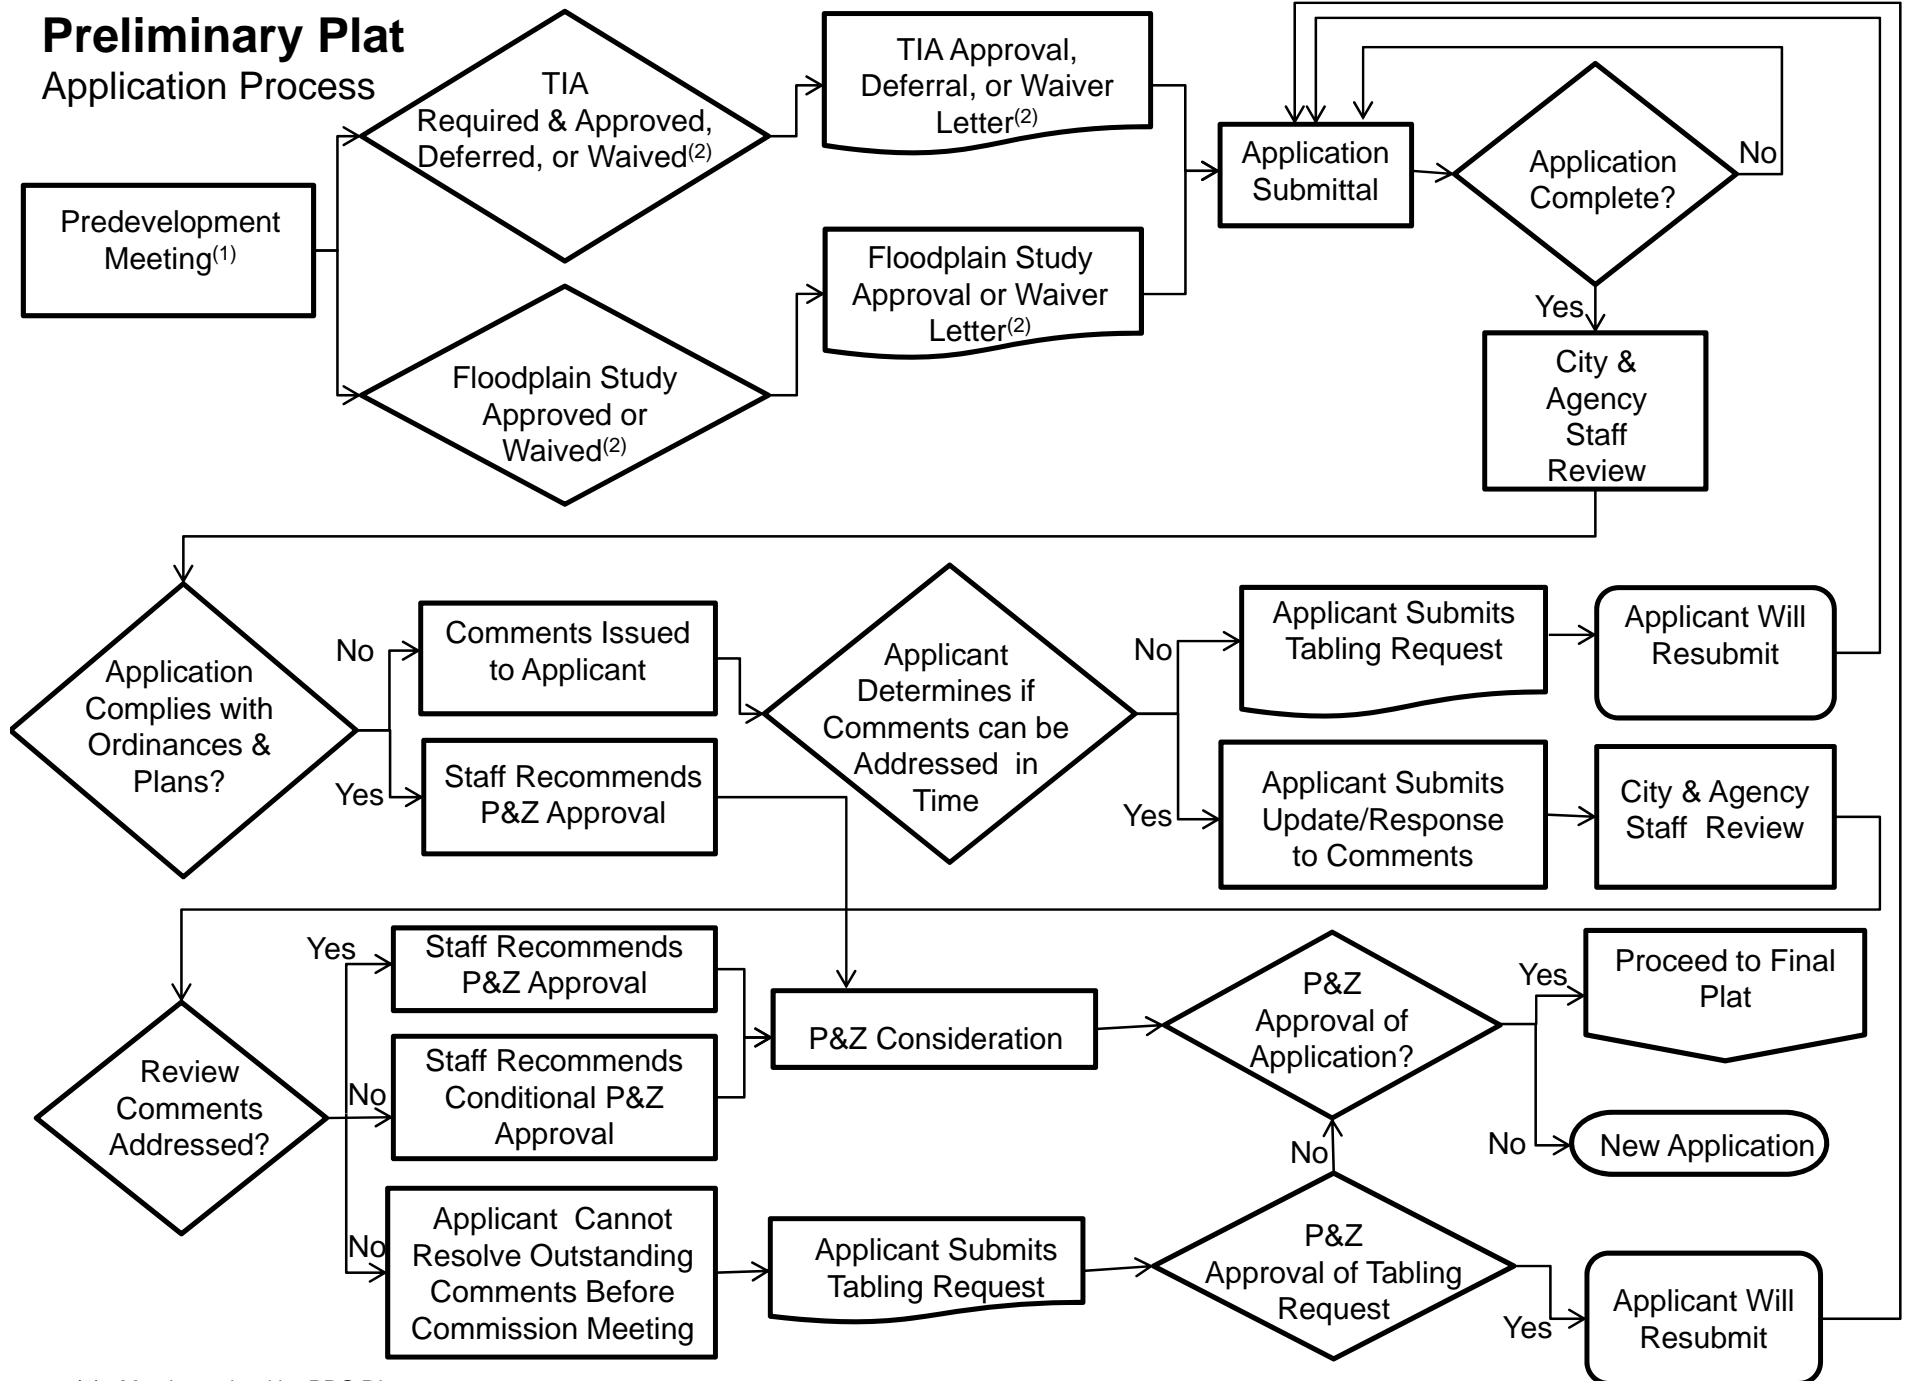 Preliminary Plat
Application Process
TIA
Required & Approved,
Deferred, or Waived(2)
TIA Approval,
Deferral, or Waiver
Letter(2)
Application
Submittal
Application
Complete?
No
Predevelopment
Meeting(1)
Floodplain Study
Approval or Waiver
Letter(2)
Yes
Floodplain Study
Approved or
Waived(2)
City &
Agency
Staff
Review
Application
Complies with
Ordinances &
Plans?
No
Comments Issued
to Applicant
Yes
Staff Recommends
P&Z Approval
Applicant
Determines if
Comments can be
Addressed in
Time
No
Applicant Submits
Tabling Request
Applicant Will
Resubmit
Yes
Applicant Submits
Update/Response
to Comments
City & Agency
Staff Review
Review
Comments
Addressed?
Yes
Staff Recommends
P&Z Approval
No
Staff Recommends
Conditional P&Z
Approval
No
Applicant Cannot
Resolve Outstanding
Comments Before
Commission Meeting
P&Z Consideration
P&Z
Approval of
Application?
Yes
Proceed to Final
Plat
No
New Application
Applicant Submits
Tabling Request
No
P&Z
Approval of Tabling
Request
Yes
Applicant Will
Resubmit